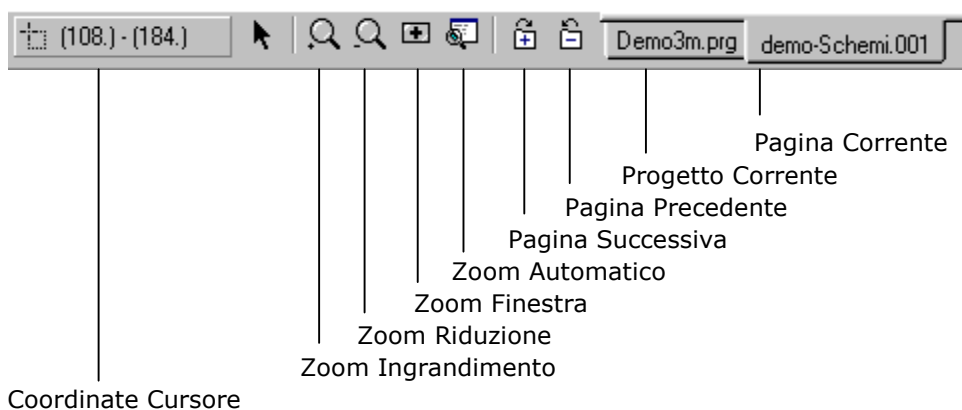 (108.) - (184.) Demo3m.prg demo-Schemi.001
Pagina Corrente
Progetto Corrente
Pagina Precedente
Pagina Successiva
Zoom Automatico
Zoom Finestra
Zoom Riduzione
Zoom Ingrandimento
Coordinate Cursore